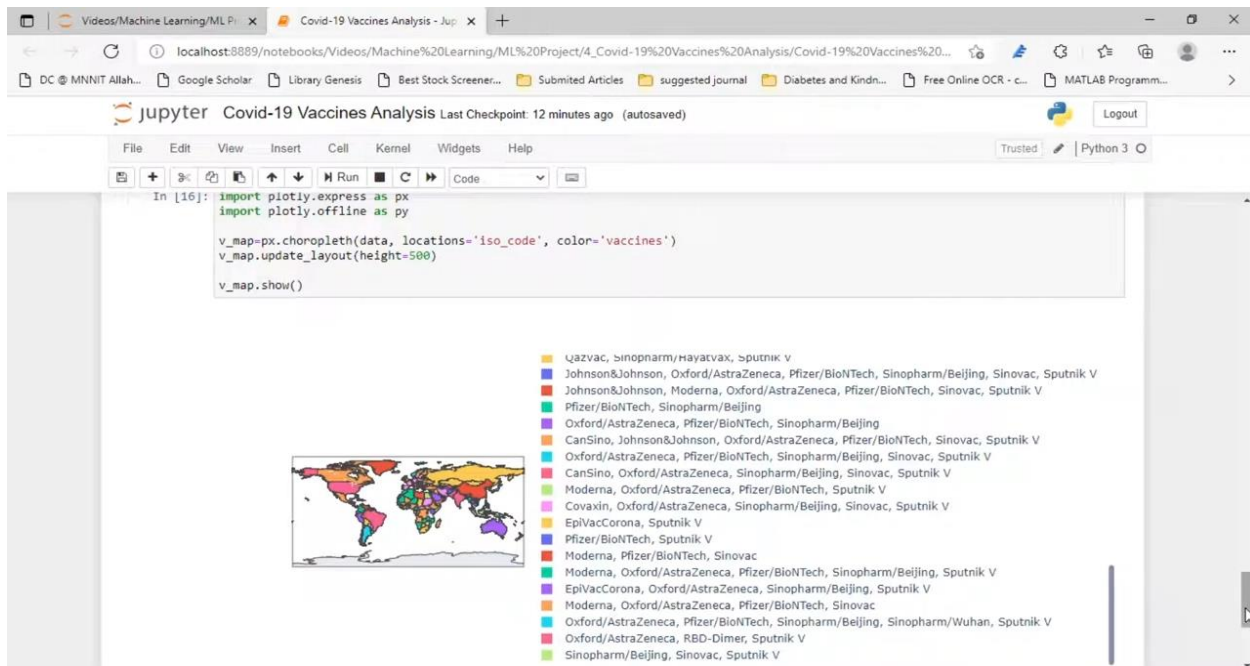 Videos/Machine Learning/ML P
Covid-19 Vaccines Analysis - Jup
localhost:8889/notebooks/Videos/Machine%20Learning/ML%20Project/4_Covid-19%20Vaccines%20Analysis/Covid-19%20Vaccines%20...
DC @ MNNIT Allah... Google Scholar Library Genesis Best Stock Screener... Submited Articles suggested journal Diabetes and Kindn... Free Online OCR - c... MATLAB Programm...
jupyter Covid-19 Vaccines Analysis Last Checkpoint: 12 minutes ago (autosaved) Logout
File Edit View Insert Cell Kernel Widgets Help Trusted Python 3
Run Code
In [16]: import plotly.express as px
import plotly.offline as py
v_map=px.choropleth(data, locations='iso_code', color='vaccines')
v_map.update_layout(height=500)
v_map.show()
QazVac, Sinopharm/HayatVax, Sputnik V
Johnson&Johnson, Oxford/AstraZeneca, Pfizer/BioNTech, Sinopharm/Beijing, Sinovac, Sputnik V
Johnson&Johnson, Moderna, Oxford/AstraZeneca, Pfizer/BioNTech, Sinovac, Sputnik V
Pfizer/BioNTech, Sinopharm/Beijing
Oxford/AstraZeneca, Pfizer/BioNTech, Sinopharm/Beijing
CanSino, Johnson&Johnson, Oxford/AstraZeneca, Pfizer/BioNTech, Sinovac, Sputnik V
Oxford/AstraZeneca, Pfizer/BioNTech, Sinopharm/Beijing, Sinovac, Sputnik V
CanSino, Oxford/AstraZeneca, Sinopharm/Beijing, Sinovac, Sputnik V
Moderna, Oxford/AstraZeneca, Pfizer/BioNTech, Sputnik V
Covaxin, Oxford/AstraZeneca, Sinopharm/Beijing, Sinovac, Sputnik V
EpiVacCorona, Sputnik V
Pfizer/BioNTech, Sputnik V
Moderna, Pfizer/BioNTech, Sinovac
Moderna, Oxford/AstraZeneca, Pfizer/BioNTech, Sinopharm/Beijing, Sputnik V
EpiVacCorona, Oxford/AstraZeneca, Sinopharm/Beijing, Sputnik V
Moderna, Oxford/AstraZeneca, Pfizer/BioNTech, Sinovac
Oxford/AstraZeneca, Pfizer/BioNTech, Sinopharm/Beijing, Sinopharm/Wuhan, Sputnik V
Oxford/AstraZeneca, RBD-Dimer, Sputnik V
Sinopharm/Beijing, Sinovac, Sputnik V